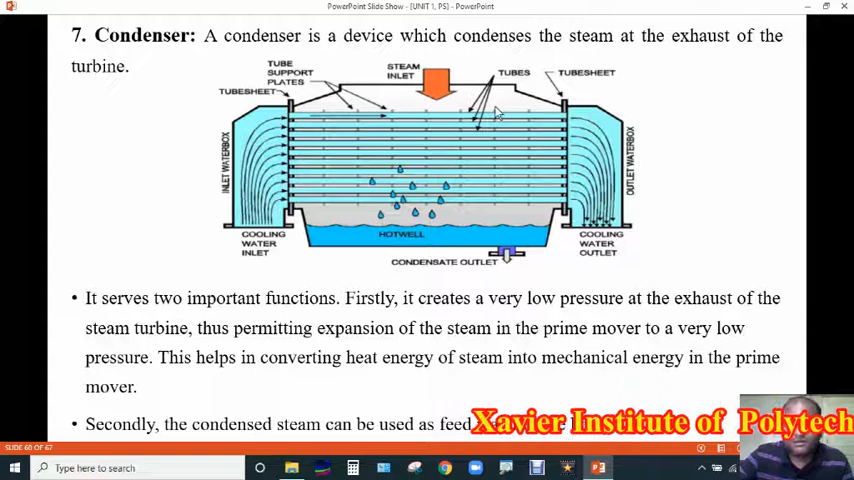 PowerPoint Slide Show - [UNIT 1, PS] - PowerPoint
7. Condenser: A condenser is a device which condenses the steam at the exhaust of the
turbine.
TUBE
SUPPORT
PLATES
STEAM
INLET
TUBES
TUBESHEET
TUBESHEET
INLET WATERBOX
OUTLET WATERBOX
HOTWELL
COOLING
WATER
INLET
COOLING
WATER
OUTLET
CONDENSATE OUTLET
• It serves two important functions. Firstly, it creates a very low pressure at the exhaust of the
steam turbine, thus permitting expansion of the steam in the prime mover to a very low
pressure. This helps in converting heat energy of steam into mechanical energy in the prime
mover.
• Secondly, the condensed steam can be used as feed
Xavier Institute of Polytech
SLIDE 60 OF 67
Type here to search